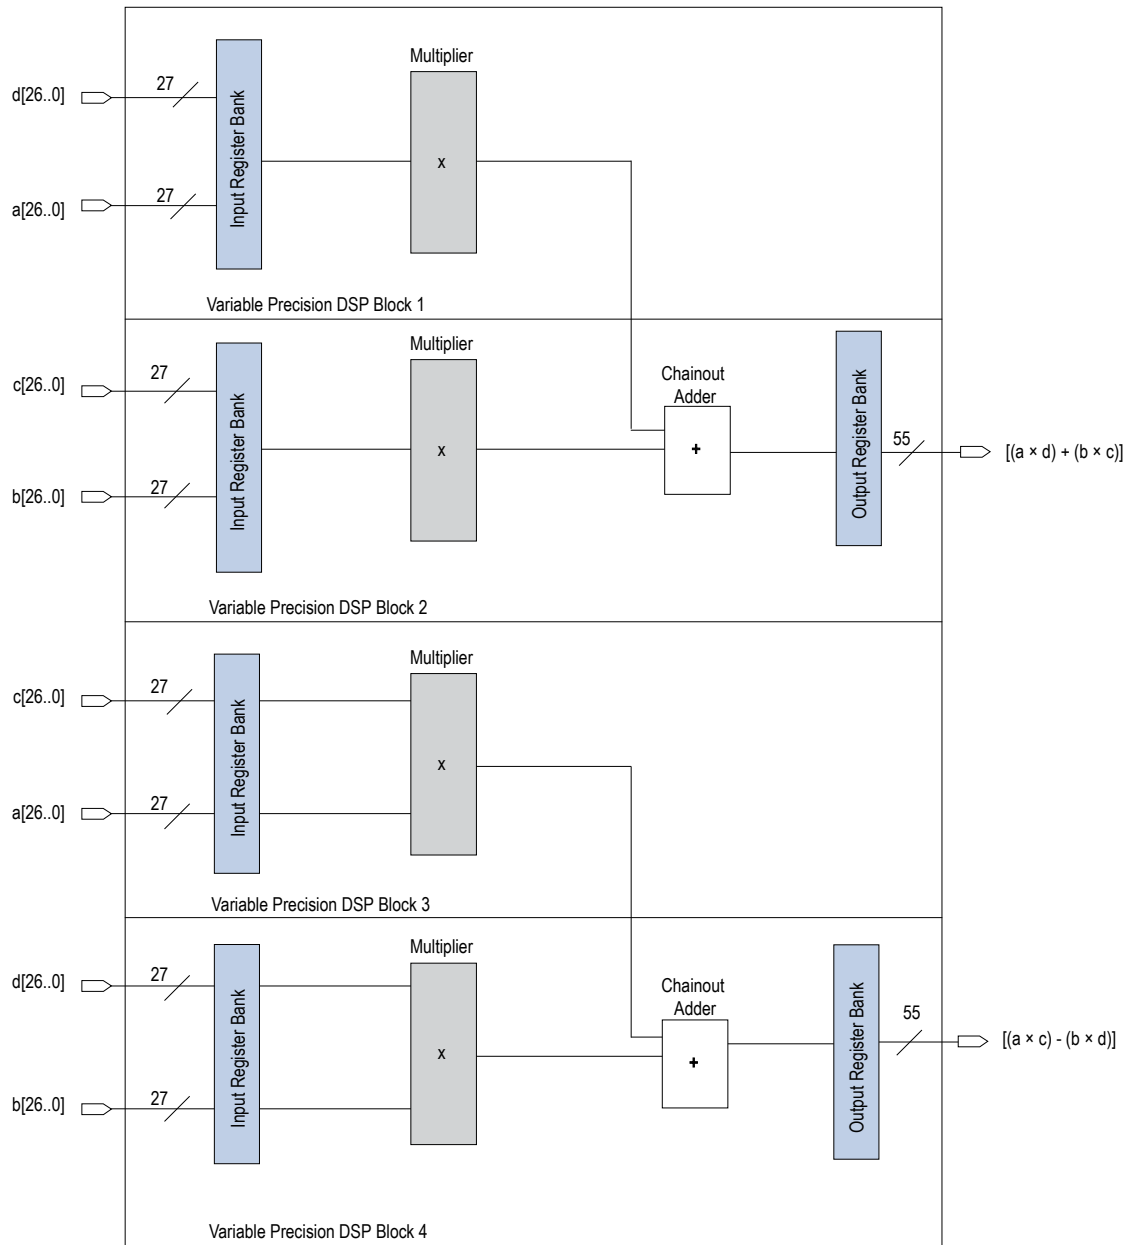 Multiplier
d[26..0]
27
Input Register Bank
x
a[26..0]
27
Variable Precision DSP Block 1
Multiplier
c[26..0]
27
Input Register Bank
x
Chainout
Adder
+
Output Register Bank
55
[(a × d) + (b × c)]
b[26..0]
27
Variable Precision DSP Block 2
Multiplier
c[26..0]
27
Input Register Bank
x
a[26..0]
27
Variable Precision DSP Block 3
Multiplier
d[26..0]
27
Input Register Bank
x
Chainout
Adder
+
Output Register Bank
55
[(a × c) - (b × d)]
b[26..0]
27
Variable Precision DSP Block 4